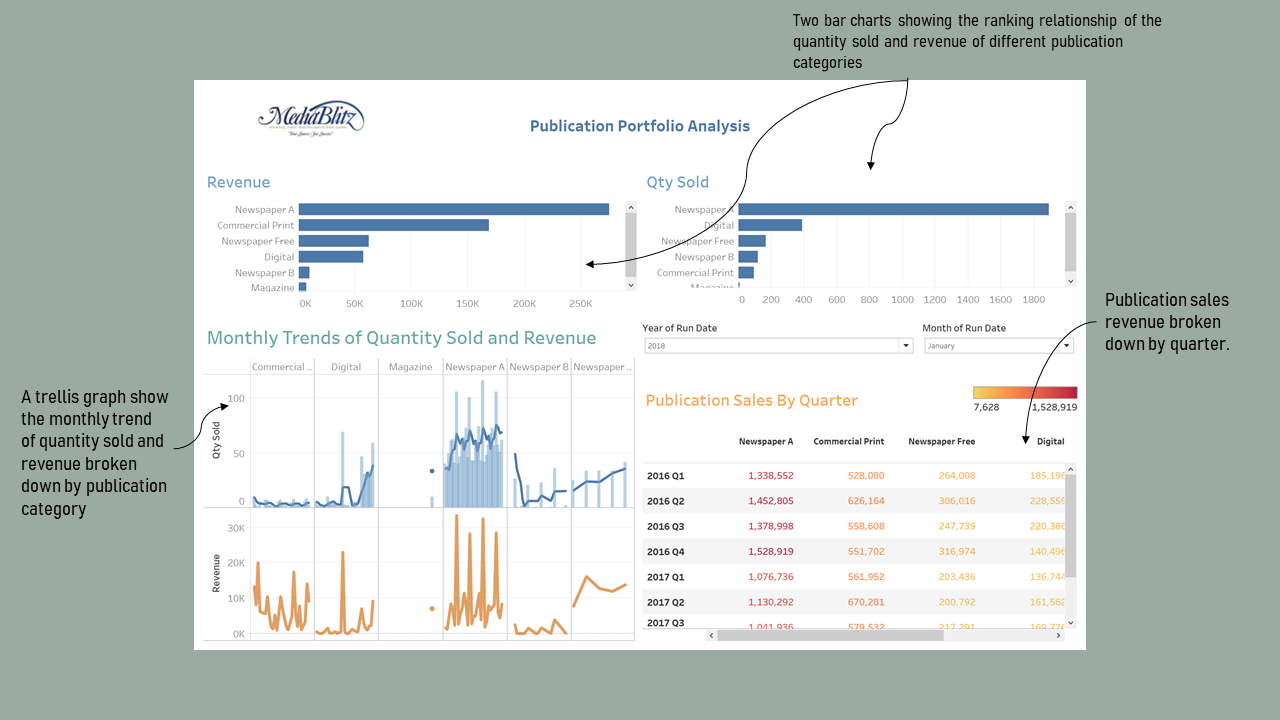 Two bar charts showing the ranking relationship of the
quantity sold and revenue of different publication
categories
MediaBlitz
Publication Portfolio Analysis
Revenue
Newspaper A
Commercial Print
Newspaper Free
Digital
Newspaper B
Magazine
0K 50K 100K 150K 200K 250K
Qty Sold
Newspaper A
Digital
Newspaper Free
Newspaper B
Commercial Print
Magazine
0 200 400 600 800 1000 1200 1400 1600 1800
Publication sales
revenue broken
down by quarter.
Monthly Trends of Quantity Sold and Revenue
Commercial .. Digital Magazine Newspaper A Newspaper B Newspaper ..
Qty Sold
100
50
0
Revenue
30K
20K
10K
0K
A trellis graph show
the monthly trend
of quantity sold and
revenue broken
down by publication
category
Year of Run Date Month of Run Date
2018 January
Publication Sales By Quarter
7,628 1,528,919
Newspaper A Commercial Print Newspaper Free Digital
2016 Q1 1,338,552 528,080 264,008 185,196
2016 Q2 1,452,805 626,164 306,016 228,559
2016 Q3 1,378,998 558,608 247,739 220,386
2016 Q4 1,528,919 551,702 316,974 140,496
2017 Q1 1,076,736 561,952 203,436 136,744
2017 Q2 1,130,292 670,281 200,792 161,562
2017 Q3 1,041,936 579,532 217,291 169,776